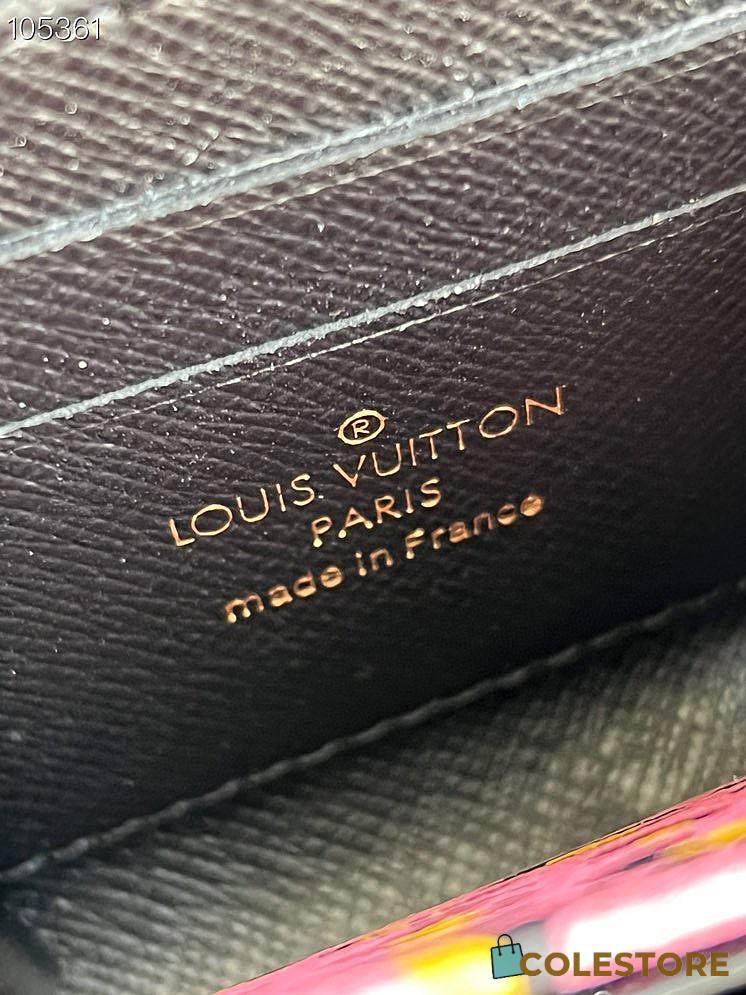 105361
®
LOUIS VUITTON
PARIS
made in France
COLESTORE